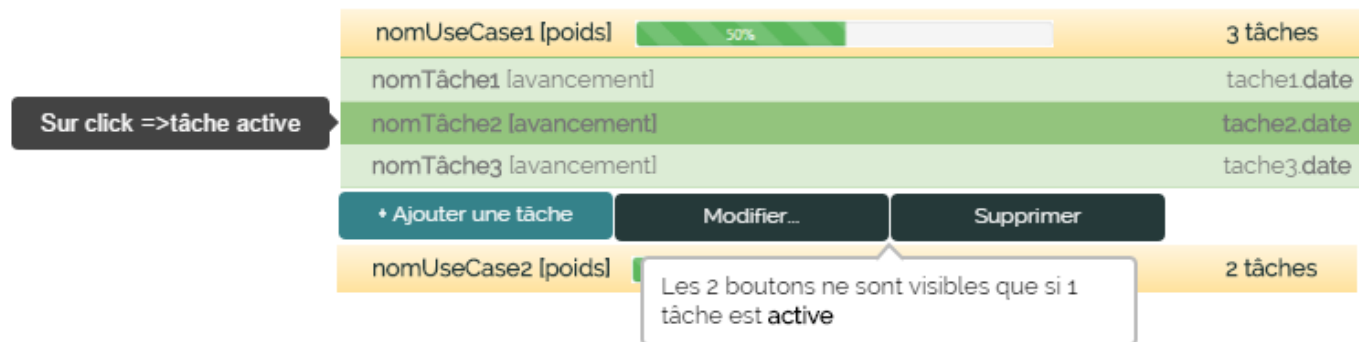 nomUseCase1 [poids] 50% 3 tâches
nomTâche1 [avancement] tache1.date
Sur click =>tâche active
nomTâche2 [avancement] tache2.date
nomTâche3 [avancement] tache3.date
+ Ajouter une tâche Modifier... Supprimer
nomUseCase2 [poids] 2 tâches
Les 2 boutons ne sont visibles que si 1
tâche est active